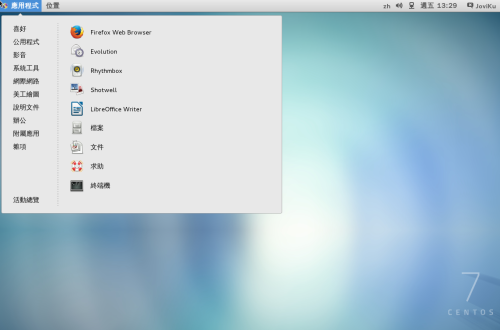 應用程式 位置 zh 週五 13:29 JoviKu
喜好
公用程式
影音
系統工具
網際網路
美工繪圖
說明文件
辦公
附屬應用
雜項
活動總覽
Firefox Web Browser
Evolution
Rhythmbox
Shotwell
LibreOffice Writer
檔案
文件
求助
終端機
7
CENTOS